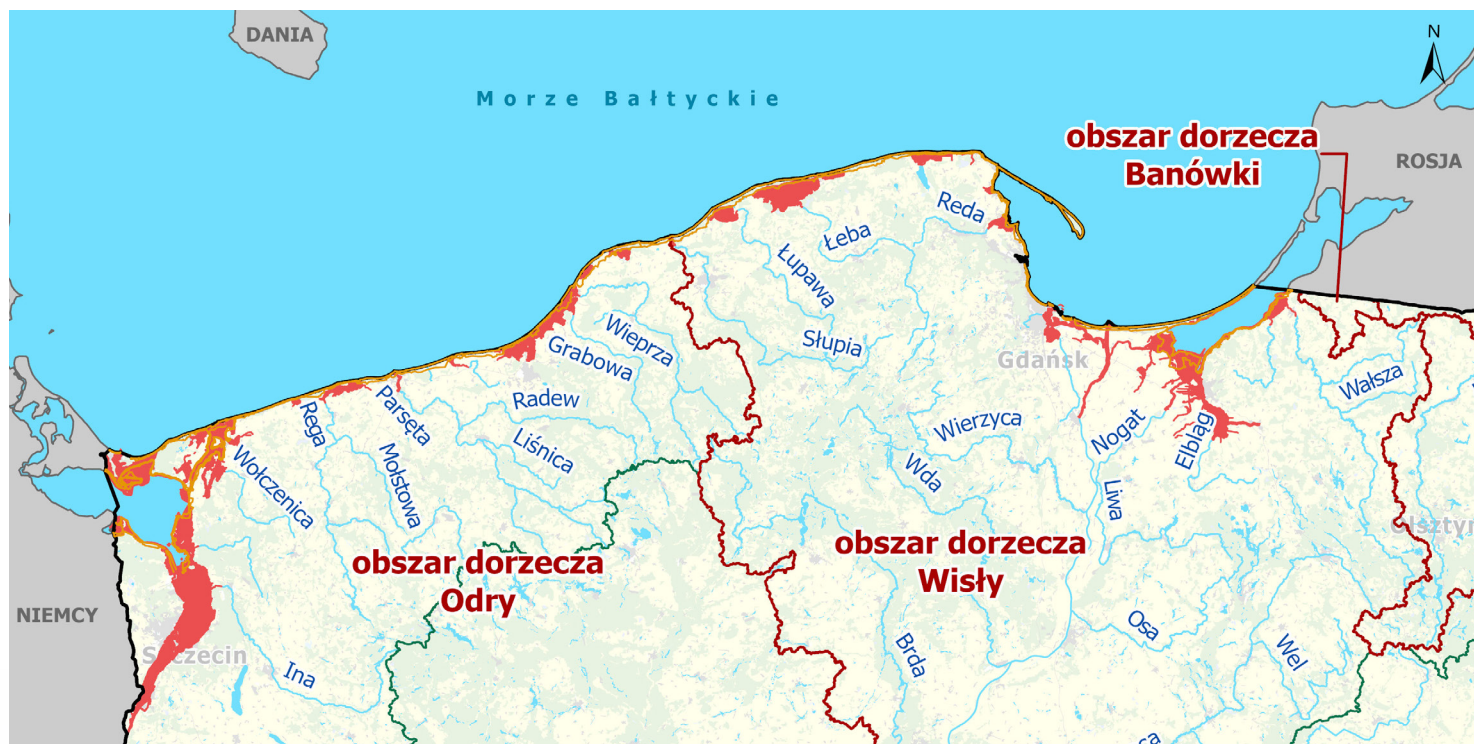 DANIA
N
Morze Bałtyckie
obszar dorzecza
Banówki
ROSJA
Reda
Łeba
Łupawa
Słupia
Wieprza
Grabowa
Gdańsk
Wałsza
Radew
Parsęta
Rega
Liśnica
Mołstowa
Wołczenica
Wierzyca
Nogat
Elbląg
Wda
Liwa
Olsztyn
obszar dorzecza
Odry
obszar dorzecza
Wisły
NIEMCY
Szczecin
Ina
Brda
Osa
Wel